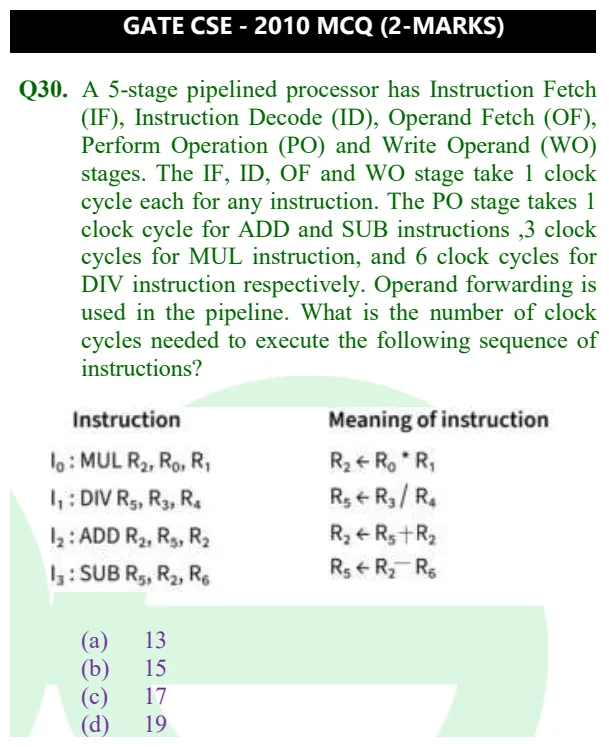 GATE CSE - 2010 MCQ (2-MARKS)
Q30. A 5-stage pipelined processor has Instruction Fetch
(IF), Instruction Decode (ID), Operand Fetch (OF),
Perform Operation (PO) and Write Operand (WO)
stages. The IF, ID, OF and WO stage take 1 clock
cycle each for any instruction. The PO stage takes 1
clock cycle for ADD and SUB instructions ,3 clock
cycles for MUL instruction, and 6 clock cycles for
DIV instruction respectively. Operand forwarding is
used in the pipeline. What is the number of clock
cycles needed to execute the following sequence of
instructions?
Instruction Meaning of instruction
I₀ : MUL R₂, R₀, R₁ R₂ ← R₀ * R₁
I₁ : DIV R₅, R₃, R₄ R₅ ← R₃ / R₄
I₂ : ADD R₂, R₅, R₂ R₂ ← R₅ + R₂
I₃ : SUB R₅, R₂, R₆ R₅ ← R₂ − R₆
(a) 13
(b) 15
(c) 17
(d) 19